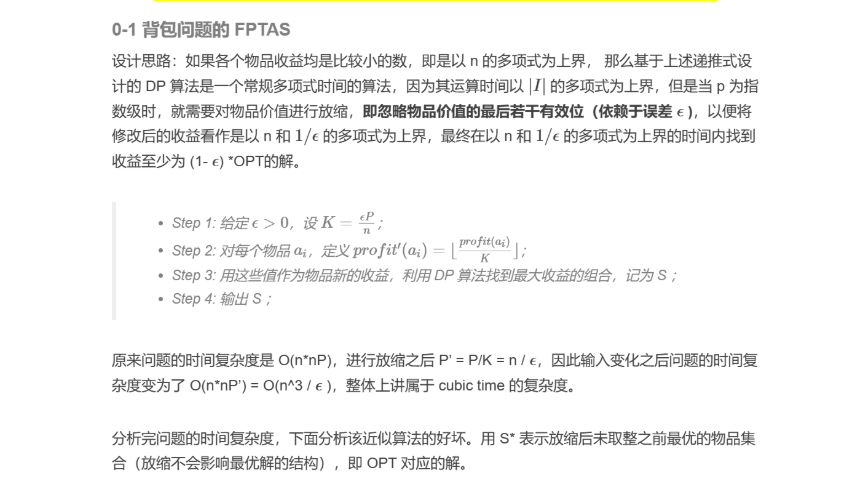 0-1 背包问题的 FPTAS
设计思路：如果各个物品收益均是比较小的数，即是以 n 的多项式为上界， 那么基于上述递推式设
计的 DP 算法是一个常规多项式时间的算法，因为其运算时间以 |I| 的多项式为上界，但是当 p 为指
数级时，就需要对物品价值进行放缩，即忽略物品价值的最后若干有效位（依赖于误差 ϵ )，以便将
修改后的收益看作是以 n 和 1/ϵ 的多项式为上界，最终在以 n 和 1/ϵ 的多项式为上界的时间内找到
收益至少为 (1- ϵ) *OPT的解。
• Step 1: 给定 ϵ > 0，设 K = ϵP/n；
• Step 2: 对每个物品 aᵢ，定义 profit′(aᵢ) = ⌊profit(aᵢ)/K⌋；
• Step 3: 用这些值作为物品新的收益，利用 DP 算法找到最大收益的组合，记为 S ；
• Step 4: 输出 S ；
原来问题的时间复杂度是 O(n*nP)，进行放缩之后 P' = P/K = n / ϵ，因此输入变化之后问题的时间复
杂度变为了 O(n*nP') = O(n^3 / ϵ )，整体上讲属于 cubic time 的复杂度。
分析完问题的时间复杂度，下面分析该近似算法的好坏。用 S* 表示放缩后未取整之前最优的物品集
合（放缩不会影响最优解的结构），即 OPT 对应的解。